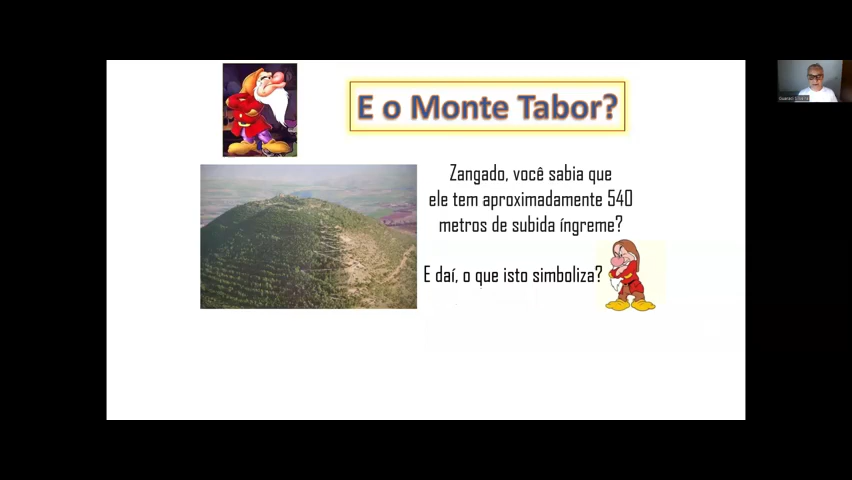 E o Monte Tabor?
Zangado, você sabia que
ele tem aproximadamente 540
metros de subida íngreme?
E daí, o que isto simboliza?